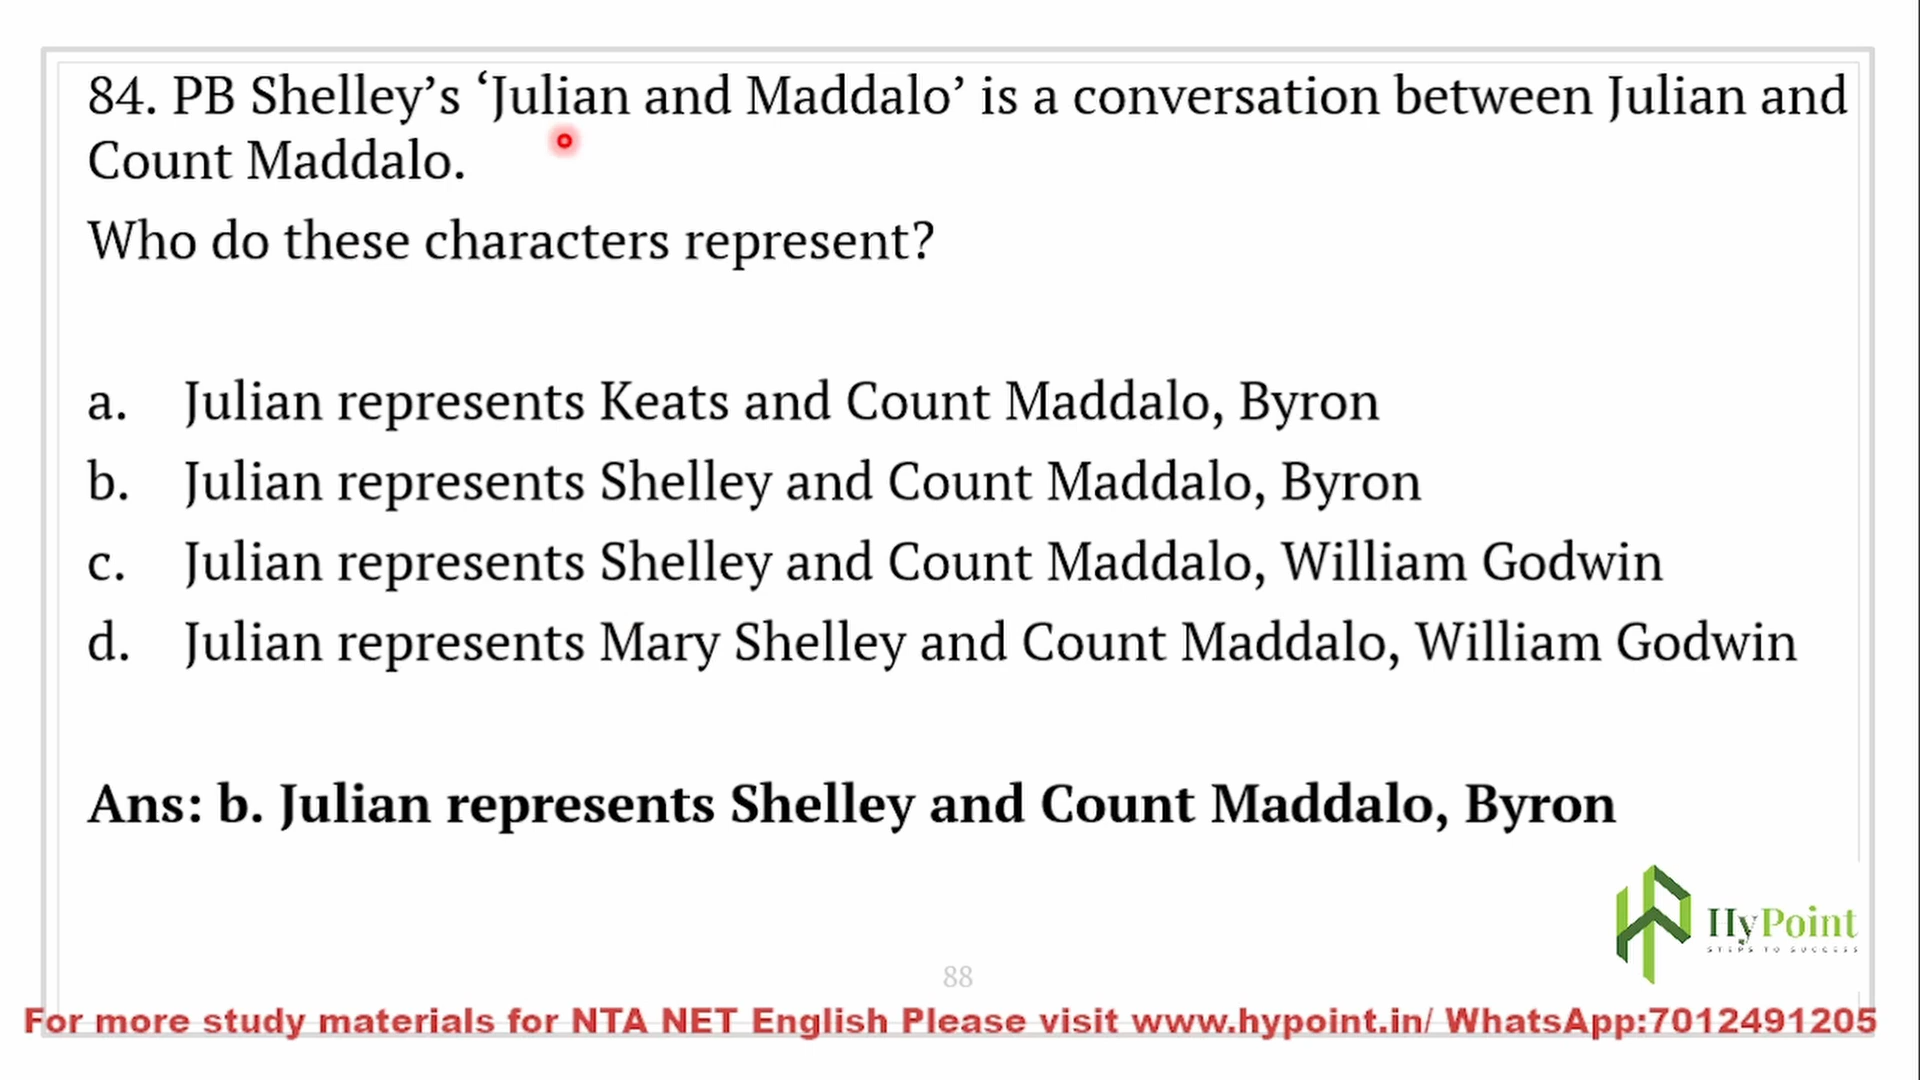 84. PB Shelley’s ‘Julian and Maddalo’ is a conversation between Julian and
Count Maddalo.
Who do these characters represent?
a. Julian represents Keats and Count Maddalo, Byron
b. Julian represents Shelley and Count Maddalo, Byron
c. Julian represents Shelley and Count Maddalo, William Godwin
d. Julian represents Mary Shelley and Count Maddalo, William Godwin
Ans: b. Julian represents Shelley and Count Maddalo, Byron
HyPoint
STEPS TO SUCCESS
88
For more study materials for NTA NET English Please visit www.hypoint.in/ WhatsApp:7012491205